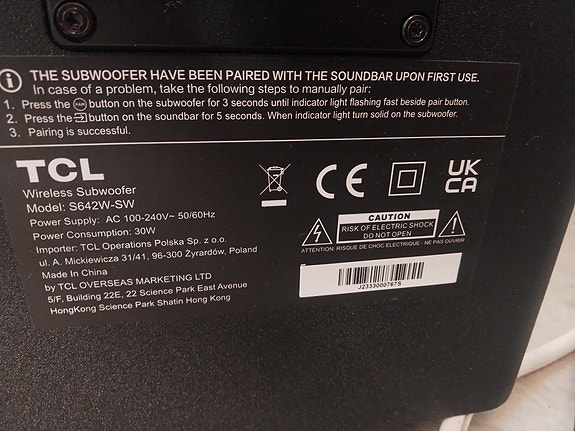 THE SUBWOOFER HAVE BEEN PAIRED WITH THE SOUNDBAR UPON FIRST USE.
In case of a problem, take the following steps to manually pair:
1. Press the PAIR button on the subwoofer for 3 seconds until indicator light flashing fast beside pair button.
2. Press the button on the soundbar for 5 seconds. When indicator light turn solid on the subwoofer.
3. Pairing is successful.
TCL
Wireless Subwoofer
Model: S642W-SW
Power Supply: AC 100-240V~ 50/60Hz
Power Consumption: 30W
Importer: TCL Operations Polska Sp. z o.o.
ul. A. Mickiewicza 31/41, 96-300 Żyrardów, Poland
Made In China
by TCL OVERSEAS MARKETING LTD
5/F, Building 22E, 22 Science Park East Avenue
HongKong Science Park Shatin Hong Kong
CE
UK
CA
CAUTION
RISK OF ELECTRIC SHOCK
DO NOT OPEN
ATTENTION: RISQUE DE CHOC ELECTRIQUE - NE PAS OUVRIR
J2333000767S